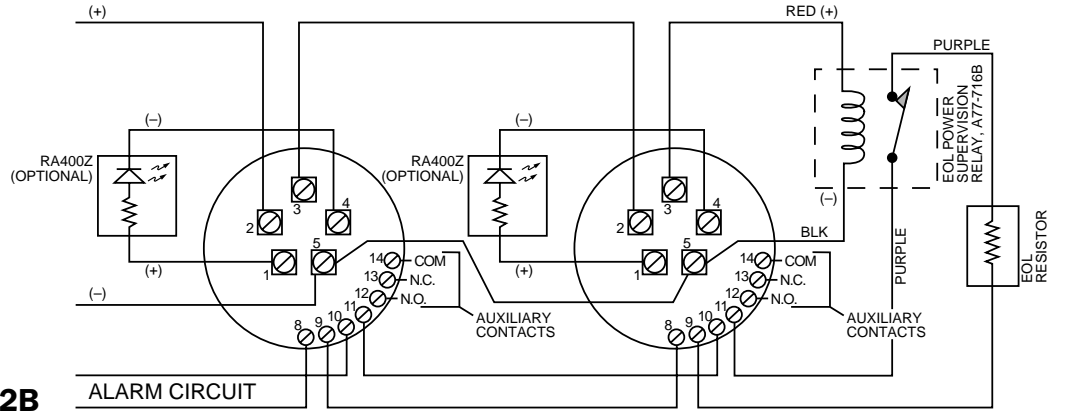 (+)
RED (+)
PURPLE
(–)
(–)
EOL POWER
SUPERVISION
RELAY, A77-716B
RA400Z
(OPTIONAL)
RA400Z
(OPTIONAL)
3
4
2
3
4
2
(–)
BLK
EOL
RESISTOR
PURPLE
1
5
1
5
(+)
(+)
14
COM
13
N.C.
12
N.O.
11
10
9
8
14
COM
13
N.C.
12
N.O.
11
10
9
8
(–)
AUXILIARY
CONTACTS
AUXILIARY
CONTACTS
ALARM CIRCUIT
2B